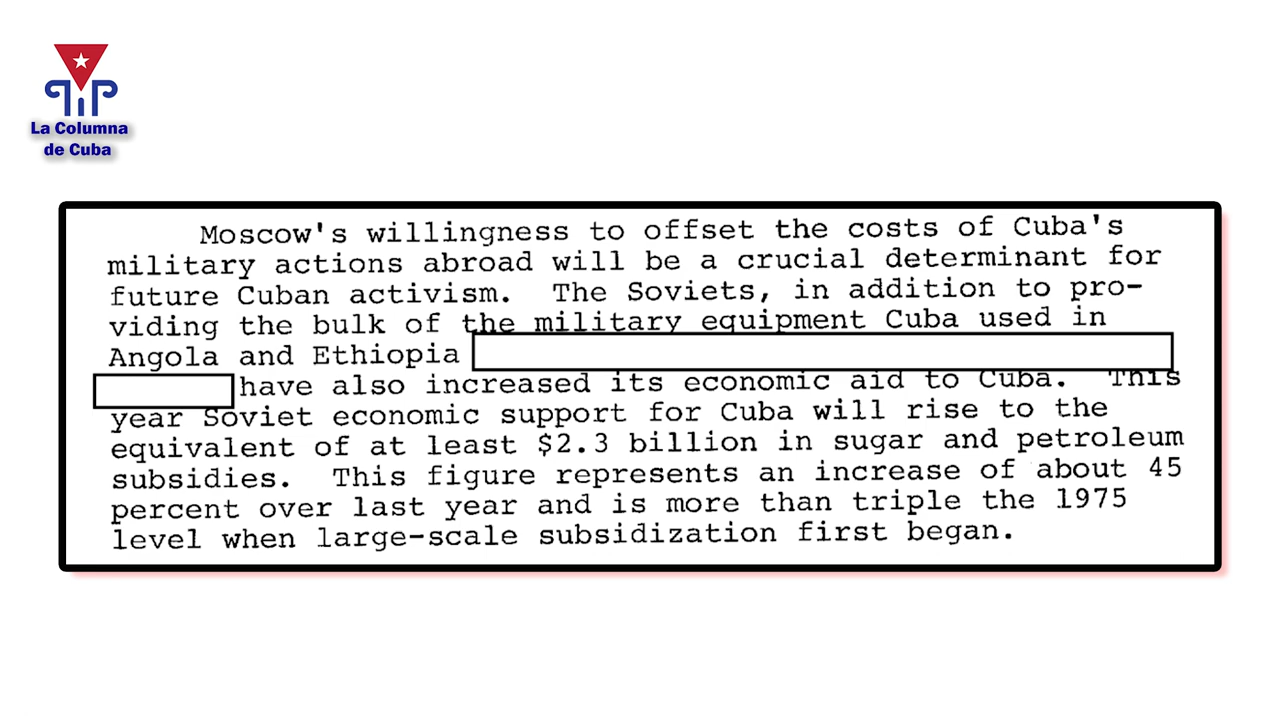 La Columna
de Cuba
Moscow's willingness to offset the costs of Cuba's
military actions abroad will be a crucial determinant for
future Cuban activism. The Soviets, in addition to pro-
viding the bulk of the military equipment Cuba used in
Angola and Ethiopia
have also increased its economic aid to Cuba. This
year Soviet economic support for Cuba will rise to the
equivalent of at least $2.3 billion in sugar and petroleum
subsidies. This figure represents an increase of about 45
percent over last year and is more than triple the 1975
level when large-scale subsidization first began.